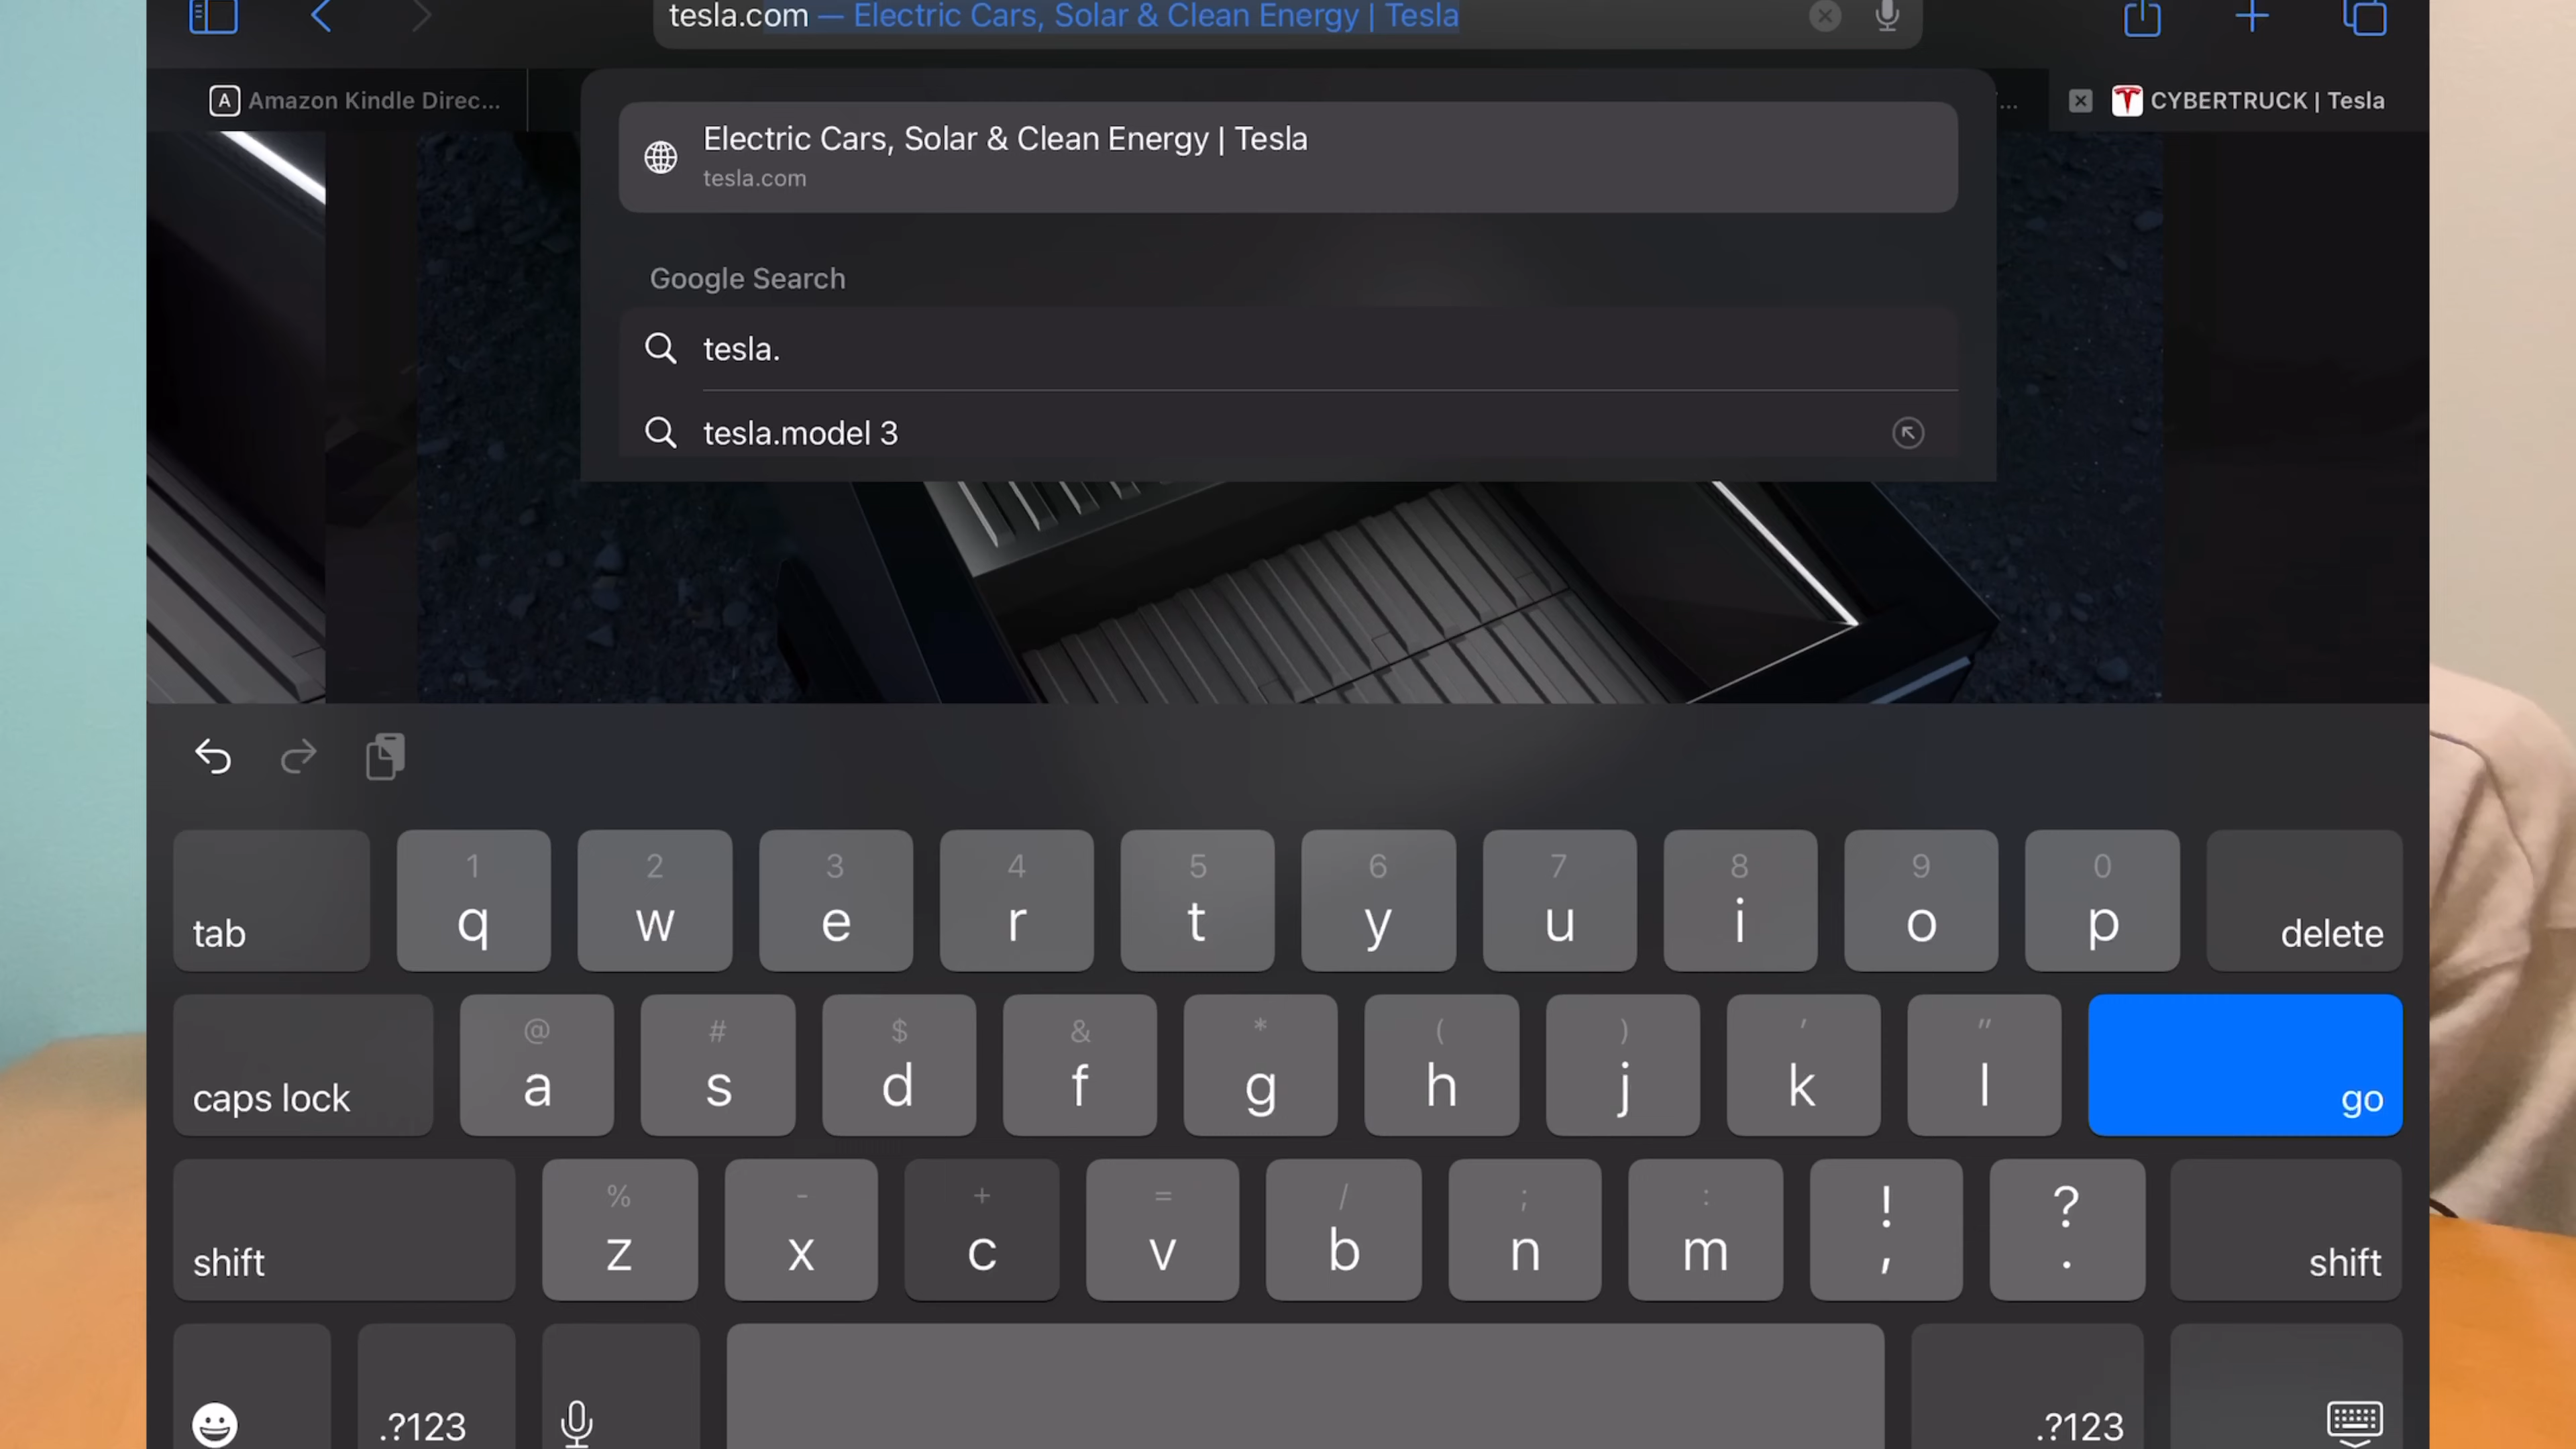 tesla.com — Electric Cars, Solar & Clean Energy | Tesla
A Amazon Kindle Direc...
...
CYBERTRUCK | Tesla
Electric Cars, Solar & Clean Energy | Tesla
tesla.com
Google Search
tesla.
tesla.model 3
1 2 3 4 5 6 7 8 9 0
tab q w e r t y u i o p delete
@ # $ & * ( ) ' "
caps lock a s d f g h j k l go
% - + = / ; : ! ?
shift z x c v b n m , . shift
.?123 .?123